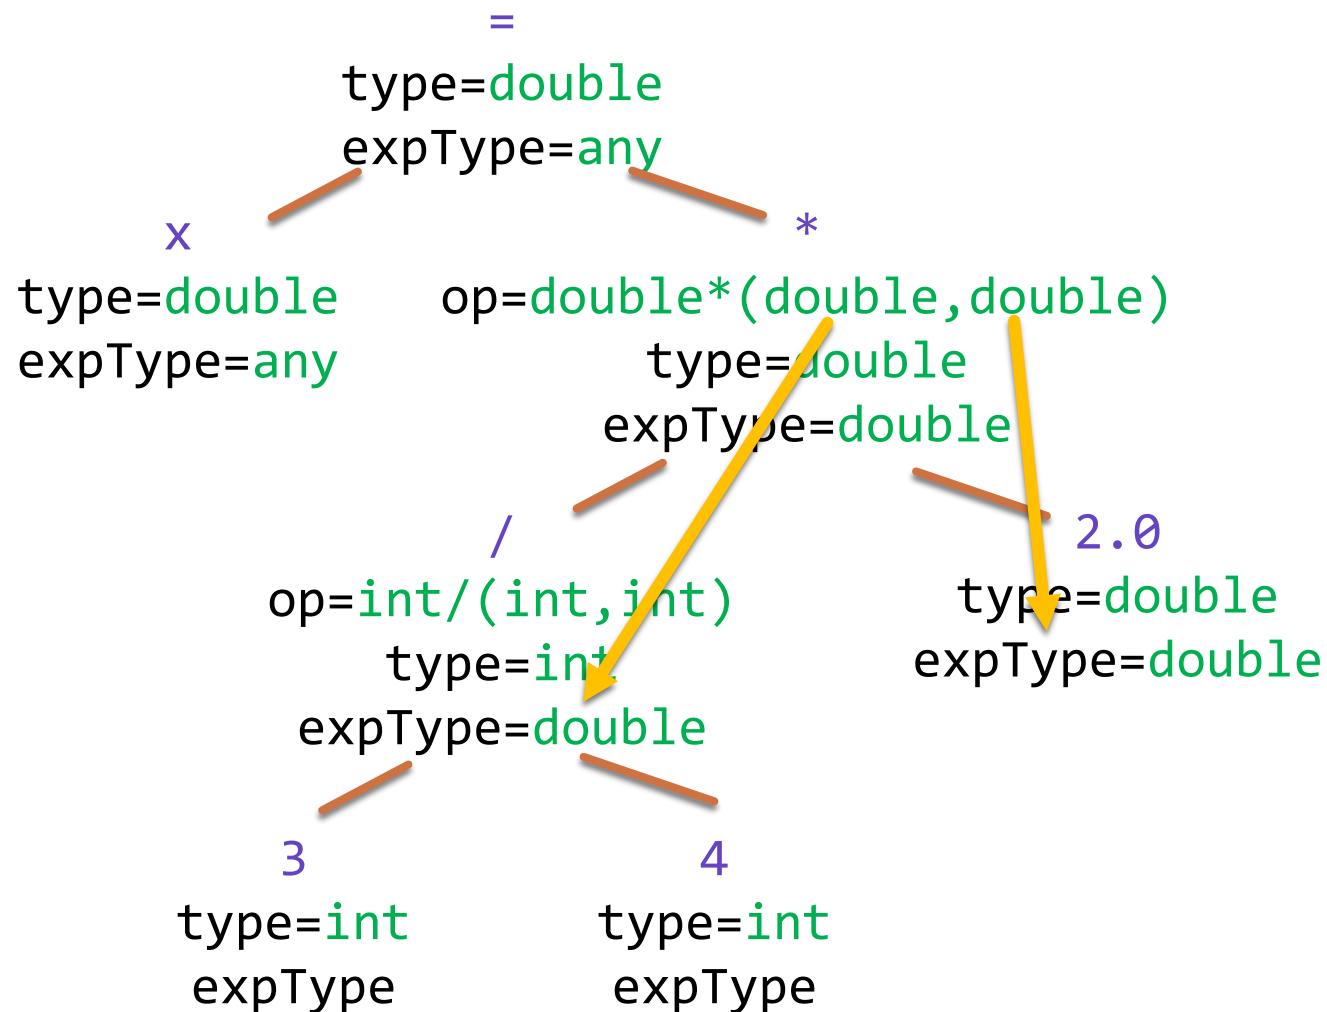 =
type=double
expType=any
x
type=double
expType=any
*
op=double*(double,double)
type=double
expType=double
/
op=int/(int,int)
type=int
expType=double
2.0
type=double
expType=double
3
type=int
expType
4
type=int
expType